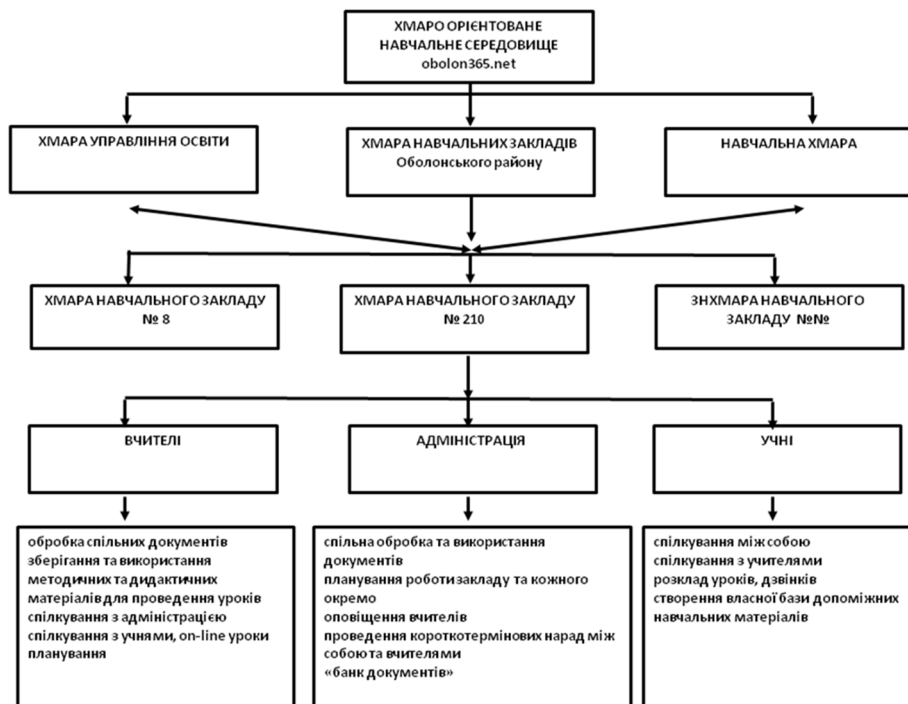 ХМАРО ОРІЄНТОВАНЕ
НАВЧАЛЬНЕ СЕРЕДОВИЩЕ
obolon365.net
ХМАРА УПРАВЛІННЯ ОСВІТИ
ХМАРА НАВЧАЛЬНИХ ЗАКЛАДІВ
Оболонського району
НАВЧАЛЬНА ХМАРА
ХМАРА НАВЧАЛЬНОГО ЗАКЛАДУ
№ 8
ХМАРА НАВЧАЛЬНОГО ЗАКЛАДУ
№ 210
ЗНХМАРА НАВЧАЛЬНОГО
ЗАКЛАДУ №№
ВЧИТЕЛІ
АДМІНІСТРАЦІЯ
УЧНІ
обробка спільних документів
зберігання та використання
методичних та дидактичних
матеріалів для проведення уроків
спілкування з адміністрацією
спілкування з учнями, on-line уроки
планування
спільна обробка та використання
документів
планування роботи закладу та кожного
окремо
оповіщення вчителів
проведення короткотермінових нарад між
собою та вчителями
«банк документів»
спілкування між собою
спілкування з учителями
розклад уроків, дзвінків
створення власної бази допоміжних
навчальних матеріалів